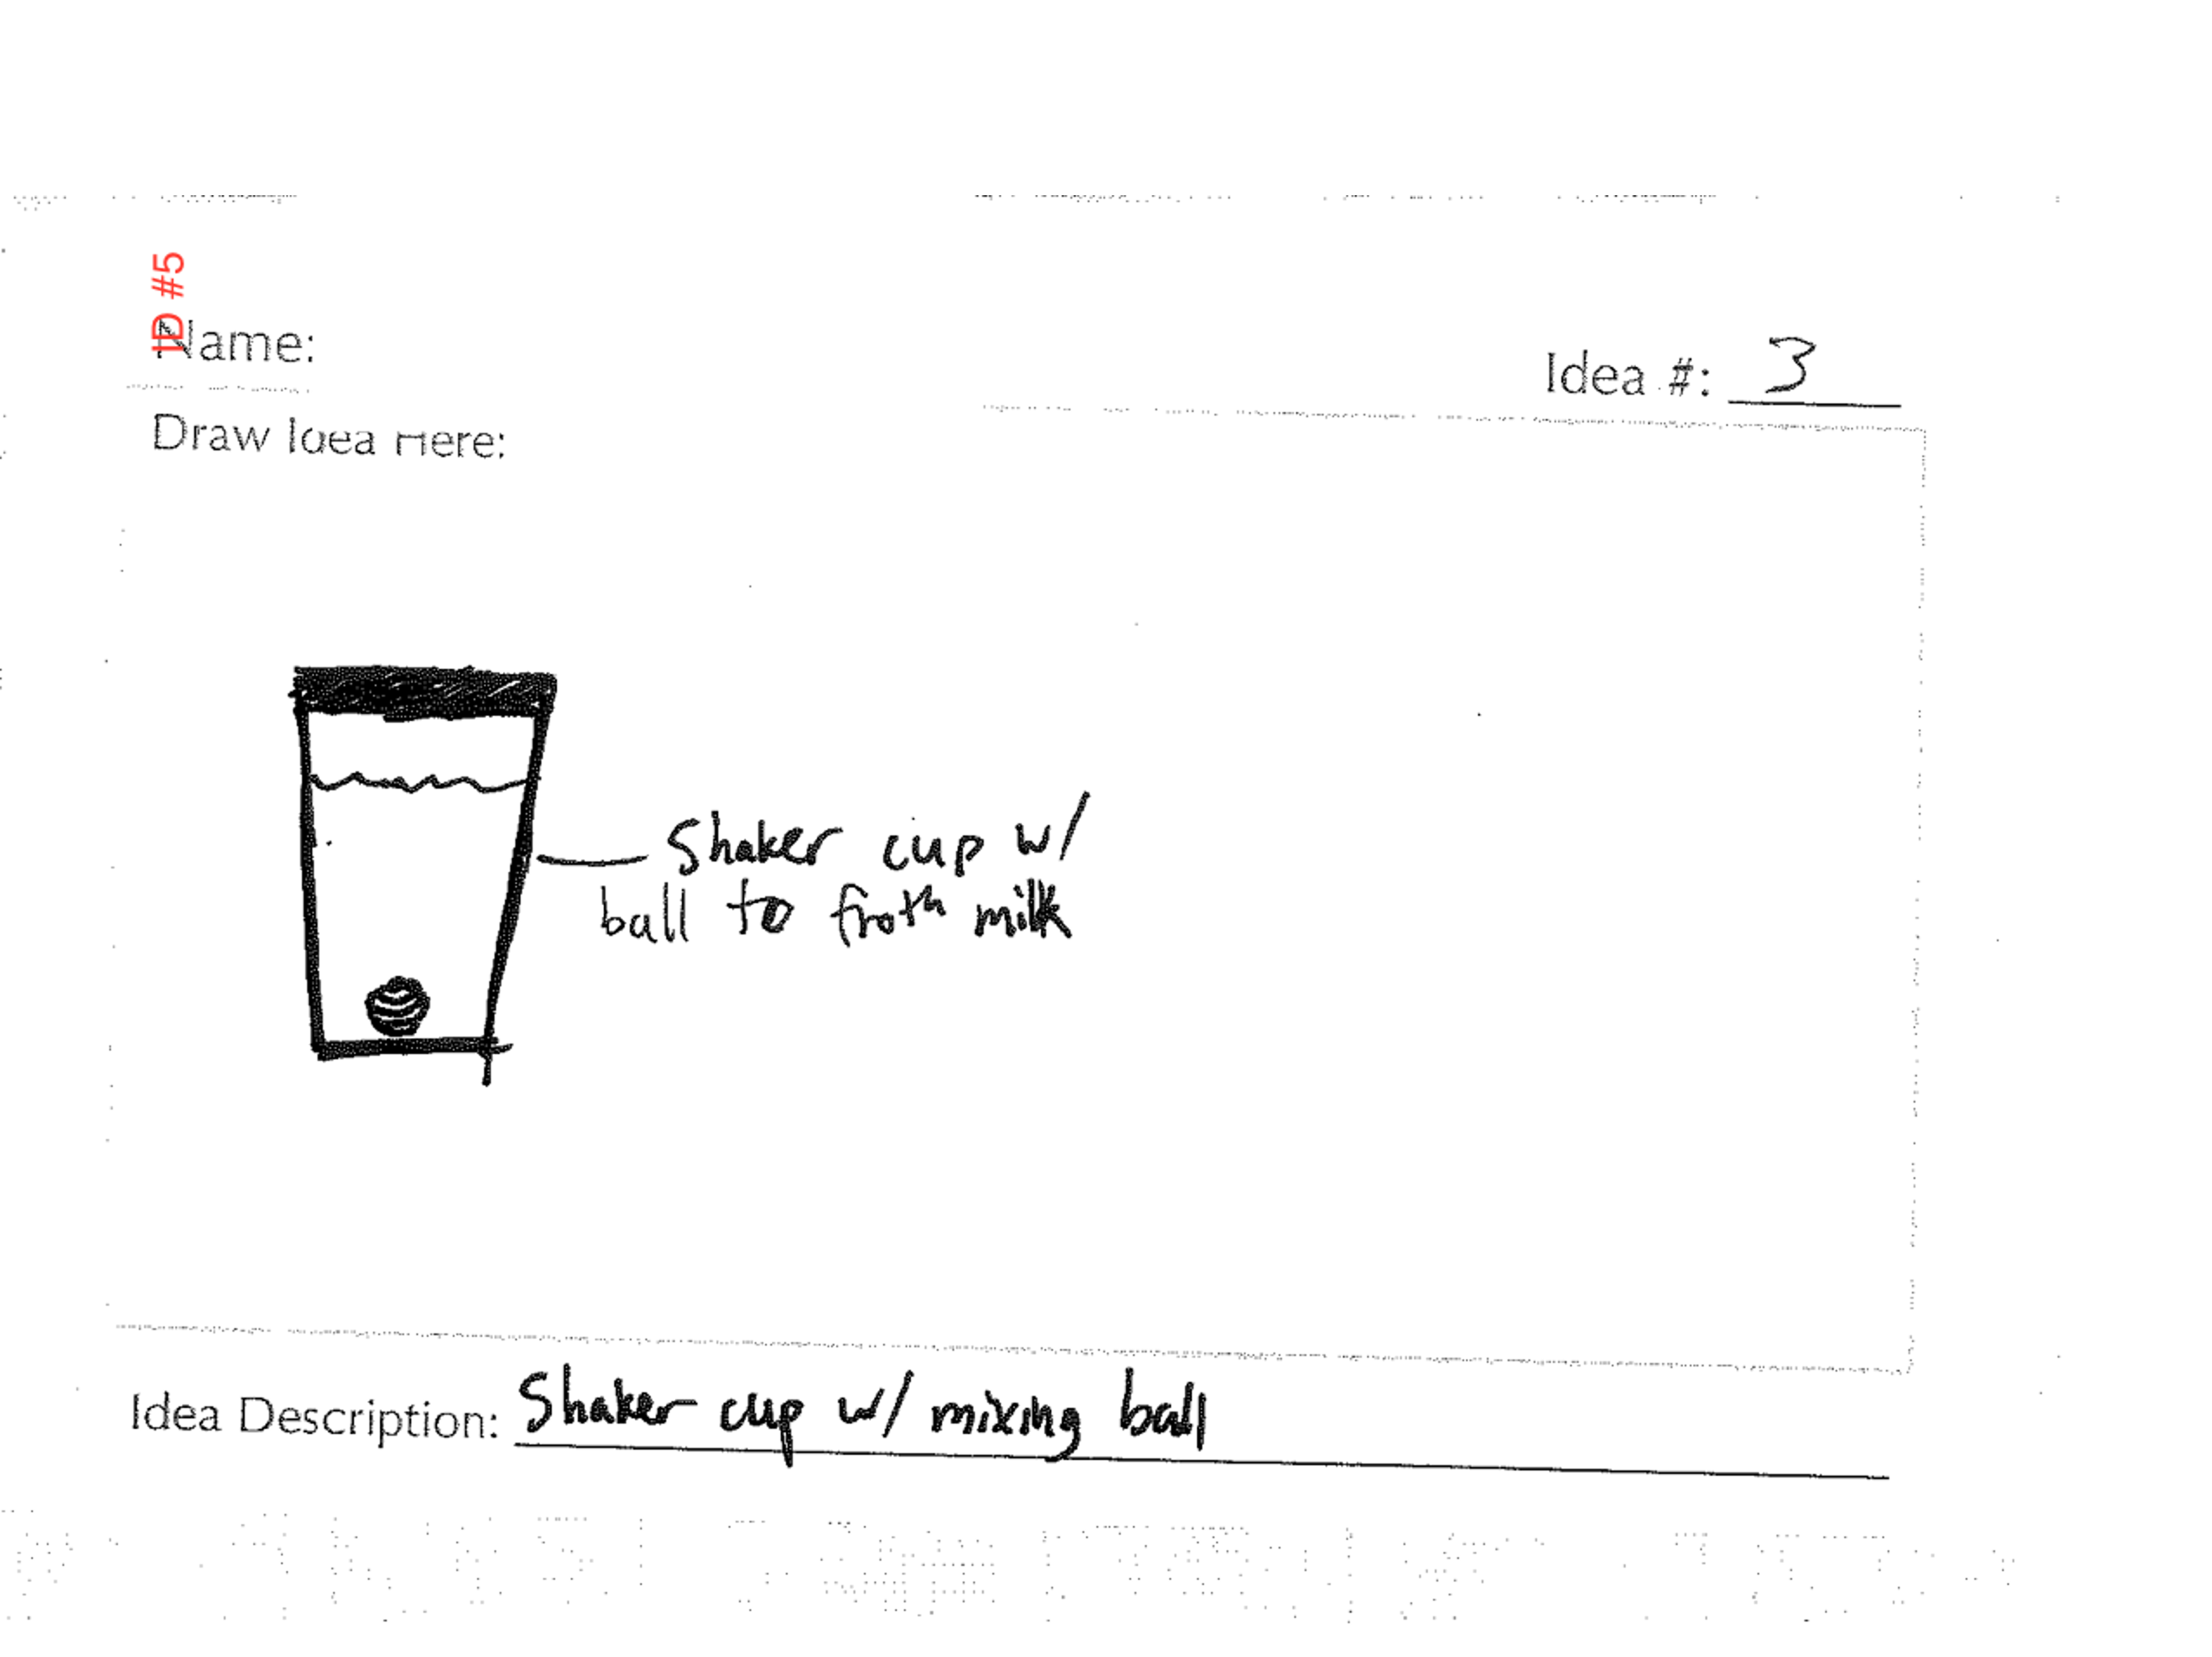 ID #5
Name:
Idea #: 3
Draw Idea Here:
Shaker cup w/
ball to froth milk
Idea Description: Shaker cup w/ mixing ball